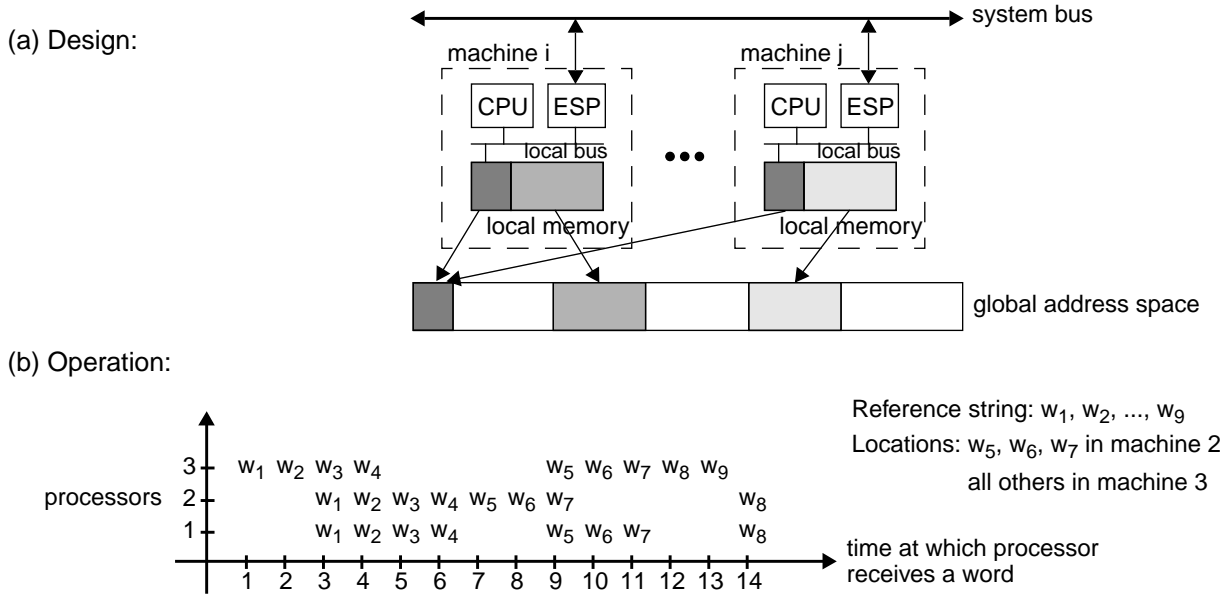 (a) Design:
system bus
machine i
machine j
CPU ESP
CPU ESP
local bus
local bus
•••
local memory
local memory
global address space
(b) Operation:
Reference string: w1, w2, ..., w9
Locations: w5, w6, w7 in machine 2
all others in machine 3
processors
3 w1 w2 w3 w4 w5 w6 w7 w8 w9
2 w1 w2 w3 w4 w5 w6 w7 w8
1 w1 w2 w3 w4 w5 w6 w7 w8
1 2 3 4 5 6 7 8 9 10 11 12 13 14
time at which processor
receives a word